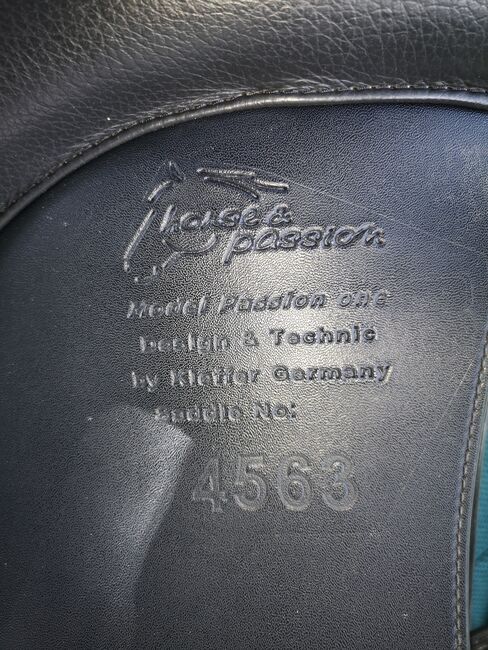 horse &
passion
Model Passion one
Design & Technic
by Kieffer Germany
Saddle No:
4563